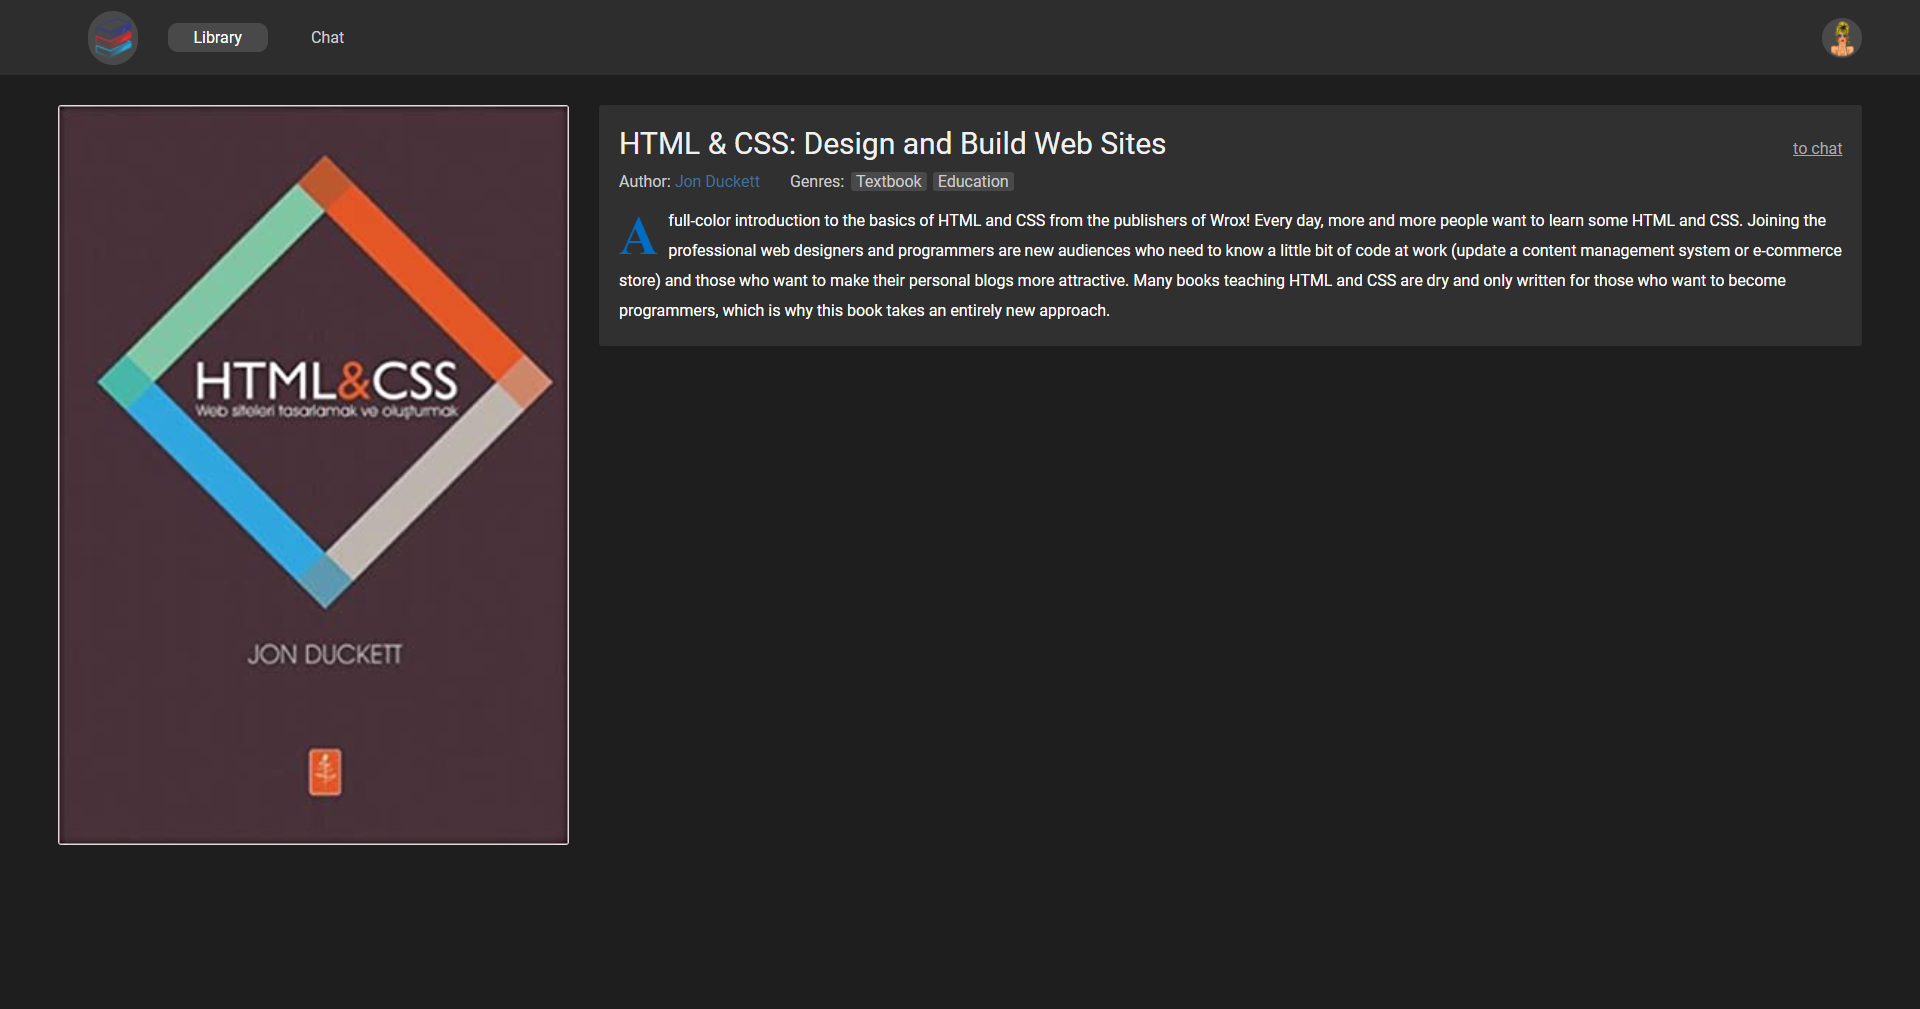 Library
Chat
HTML&CSS
Web siteleri tasarlamak ve oluşturmak
JON DUCKETT
HTML & CSS: Design and Build Web Sites
to chat
Author: Jon Duckett
Genres: Textbook Education
A full-color introduction to the basics of HTML and CSS from the publishers of Wrox! Every day, more and more people want to learn some HTML and CSS. Joining the
professional web designers and programmers are new audiences who need to know a little bit of code at work (update a content management system or e-commerce
store) and those who want to make their personal blogs more attractive. Many books teaching HTML and CSS are dry and only written for those who want to become
programmers, which is why this book takes an entirely new approach.